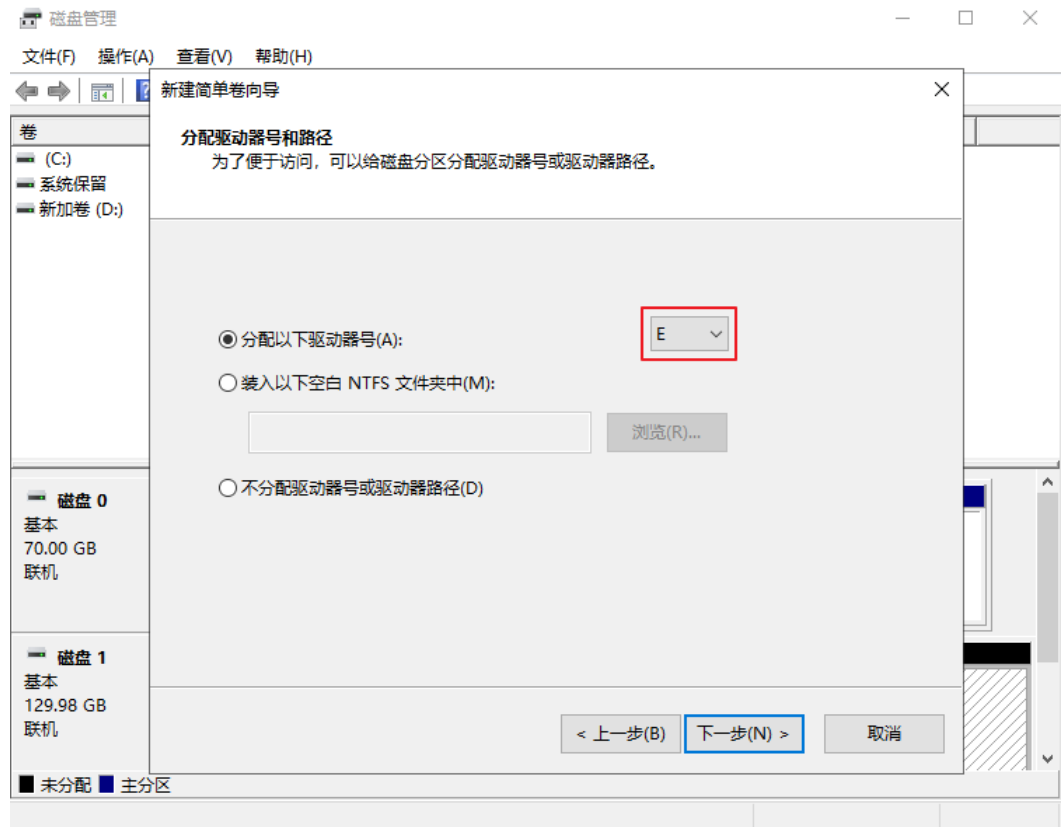 磁盘管理
文件(F) 操作(A) 查看(V) 帮助(H)
新建简单卷向导
分配驱动器号和路径
为了便于访问，可以给磁盘分区分配驱动器号或驱动器路径。
卷
(C:)
系统保留
新加卷 (D:)
分配以下驱动器号(A): E
装入以下空白 NTFS 文件夹中(M):
浏览(R)...
不分配驱动器号或驱动器路径(D)
磁盘 0
基本
70.00 GB
联机
磁盘 1
基本
129.98 GB
联机
< 上一步(B) 下一步(N) > 取消
未分配 主分区